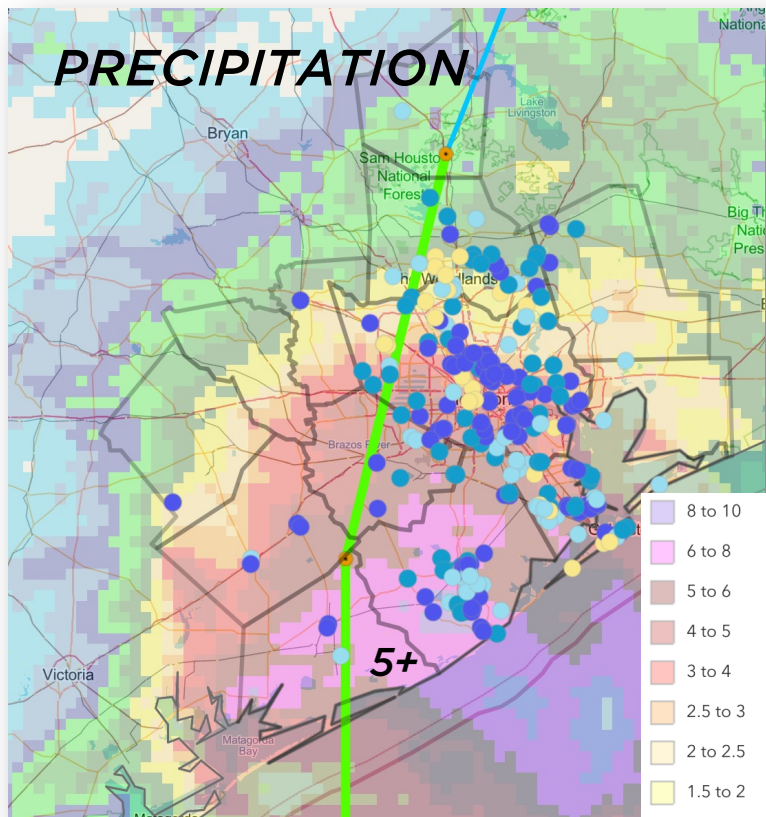 PRECIPITATION
Nationa
Lake
Livingston
Bryan
Sam Housto
National
Forest
Big Th
Natio
Pres
Woodlands
Brazos River
5+
Victoria
Matagorda
Bay
8 to 10
6 to 8
5 to 6
4 to 5
3 to 4
2.5 to 3
2 to 2.5
1.5 to 2